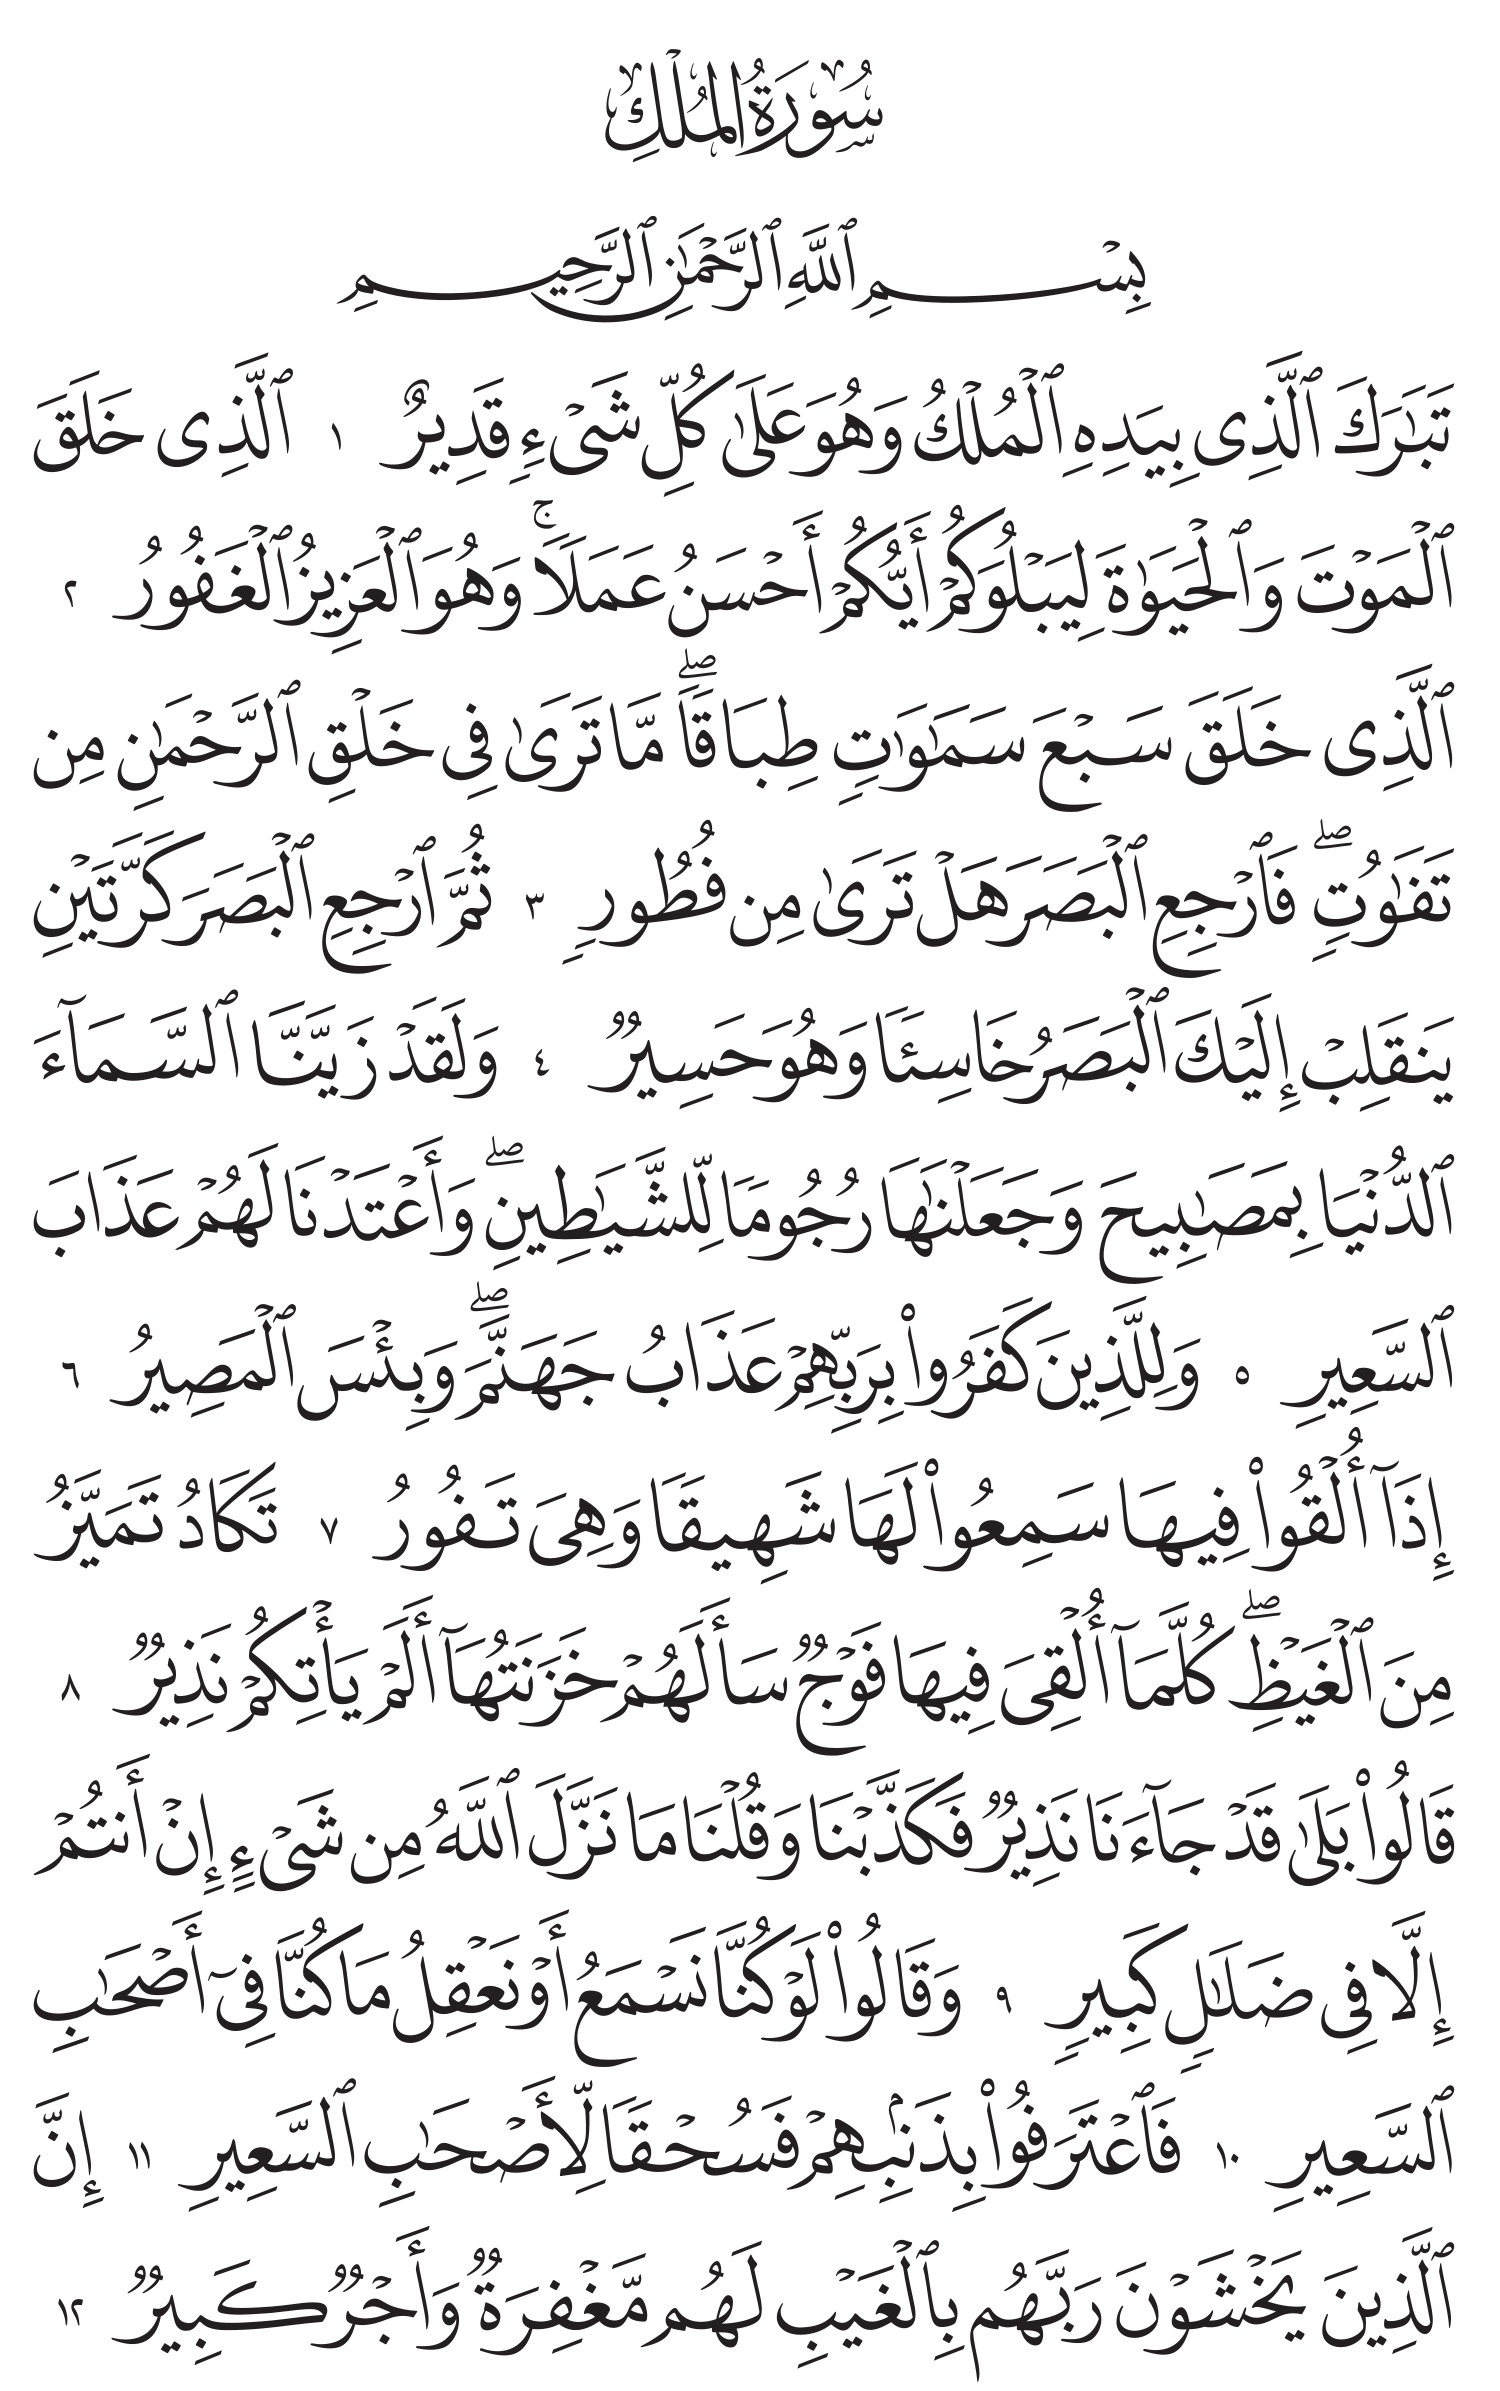 سُورَةُ المُلْكِ
بِسْمِ ٱللَّهِ ٱلرَّحْمَٰنِ ٱلرَّحِيمِ
تَبَٰرَكَ ٱلَّذِى بِيَدِهِ ٱلْمُلْكُ وَهُوَ عَلَىٰ كُلِّ شَىْءٍ قَدِيرٌ ١ ٱلَّذِى خَلَقَ
ٱلْمَوْتَ وَٱلْحَيَوٰةَ لِيَبْلُوَكُمْ أَيُّكُمْ أَحْسَنُ عَمَلًا ۚ وَهُوَ ٱلْعَزِيزُ ٱلْغَفُورُ ٢
ٱلَّذِى خَلَقَ سَبْعَ سَمَٰوَٰتٍ طِبَاقًا ۖ مَّا تَرَىٰ فِى خَلْقِ ٱلرَّحْمَٰنِ مِن
تَفَٰوُتٍ ۖ فَٱرْجِعِ ٱلْبَصَرَ هَلْ تَرَىٰ مِن فُطُورٍ ٣ ثُمَّ ٱرْجِعِ ٱلْبَصَرَ كَرَّتَيْنِ
يَنقَلِبْ إِلَيْكَ ٱلْبَصَرُ خَاسِئًا وَهُوَ حَسِيرٌ ٤ وَلَقَدْ زَيَّنَّا ٱلسَّمَآءَ
ٱلدُّنْيَا بِمَصَٰبِيحَ وَجَعَلْنَٰهَا رُجُومًا لِّلشَّيَٰطِينِ ۖ وَأَعْتَدْنَا لَهُمْ عَذَابَ
ٱلسَّعِيرِ ٥ وَلِلَّذِينَ كَفَرُوا۟ بِرَبِّهِمْ عَذَابُ جَهَنَّمَ ۖ وَبِئْسَ ٱلْمَصِيرُ ٦
إِذَآ أُلْقُوا۟ فِيهَا سَمِعُوا۟ لَهَا شَهِيقًا وَهِىَ تَفُورُ ٧ تَكَادُ تَمَيَّزُ
مِنَ ٱلْغَيْظِ ۖ كُلَّمَآ أُلْقِىَ فِيهَا فَوْجٌ سَأَلَهُمْ خَزَنَتُهَآ أَلَمْ يَأْتِكُمْ نَذِيرٌ ٨
قَالُوا۟ بَلَىٰ قَدْ جَآءَنَا نَذِيرٌ فَكَذَّبْنَا وَقُلْنَا مَا نَزَّلَ ٱللَّهُ مِن شَىْءٍ إِنْ أَنتُمْ
إِلَّا فِى ضَلَٰلٍ كَبِيرٍ ٩ وَقَالُوا۟ لَوْ كُنَّا نَسْمَعُ أَوْ نَعْقِلُ مَا كُنَّا فِىٓ أَصْحَٰبِ
ٱلسَّعِيرِ ١٠ فَٱعْتَرَفُوا۟ بِذَنۢبِهِمْ فَسُحْقًا لِّأَصْحَٰبِ ٱلسَّعِيرِ ١١ إِنَّ
ٱلَّذِينَ يَخْشَوْنَ رَبَّهُم بِٱلْغَيْبِ لَهُم مَّغْفِرَةٌ وَأَجْرٌ كَبِيرٌ ١٢